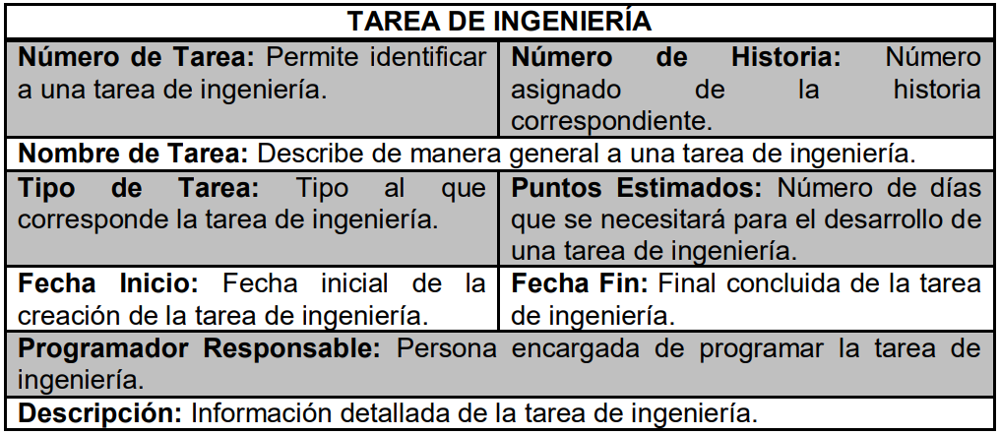 TAREA DE INGENIERÍA
Número de Tarea: Permite identificar
a una tarea de ingeniería.
Número de Historia: Número
asignado de la historia
correspondiente.
Nombre de Tarea: Describe de manera general a una tarea de ingeniería.
Tipo de Tarea: Tipo al que
corresponde la tarea de ingeniería.
Puntos Estimados: Número de días
que se necesitará para el desarrollo de
una tarea de ingeniería.
Fecha Inicio: Fecha inicial de la
creación de la tarea de ingeniería.
Fecha Fin: Final concluida de la tarea
de ingeniería.
Programador Responsable: Persona encargada de programar la tarea de
ingeniería.
Descripción: Información detallada de la tarea de ingeniería.